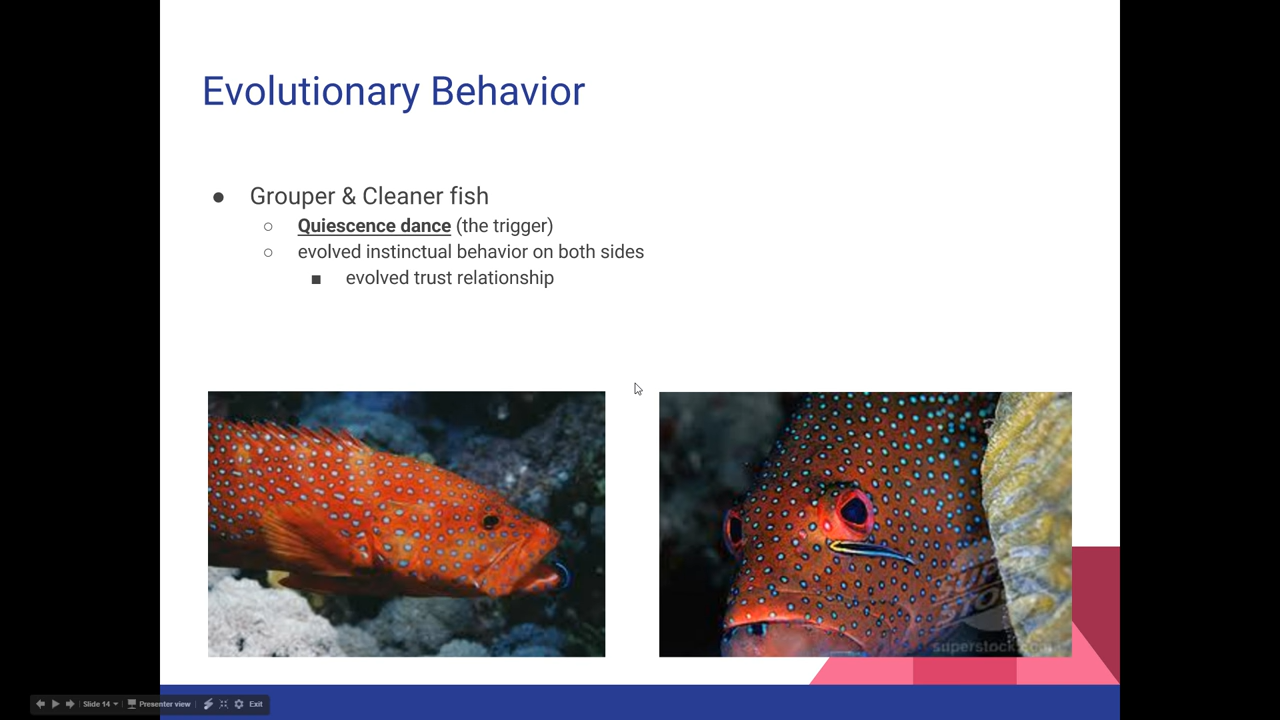 Evolutionary Behavior
● Grouper & Cleaner fish
○ Quiescence dance (the trigger)
○ evolved instinctual behavior on both sides
■ evolved trust relationship
superstock
Slide 14 Presenter view Exit